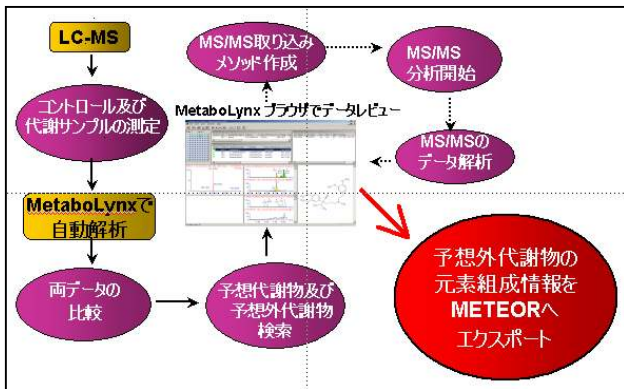 LC-MS
コントロール及び
代謝サンプルの測定
MetaboLynxで
自動解析
両データの
比較
予想代謝物及び
予想外代謝物
検索
MetaboLynx ブラウザでデータレビュー
MS/MS取り込み
メソッド作成
MS/MS
分析開始
MS/MSの
データ解析
予想外代謝物の
元素組成情報を
METEORへ
エクスポート